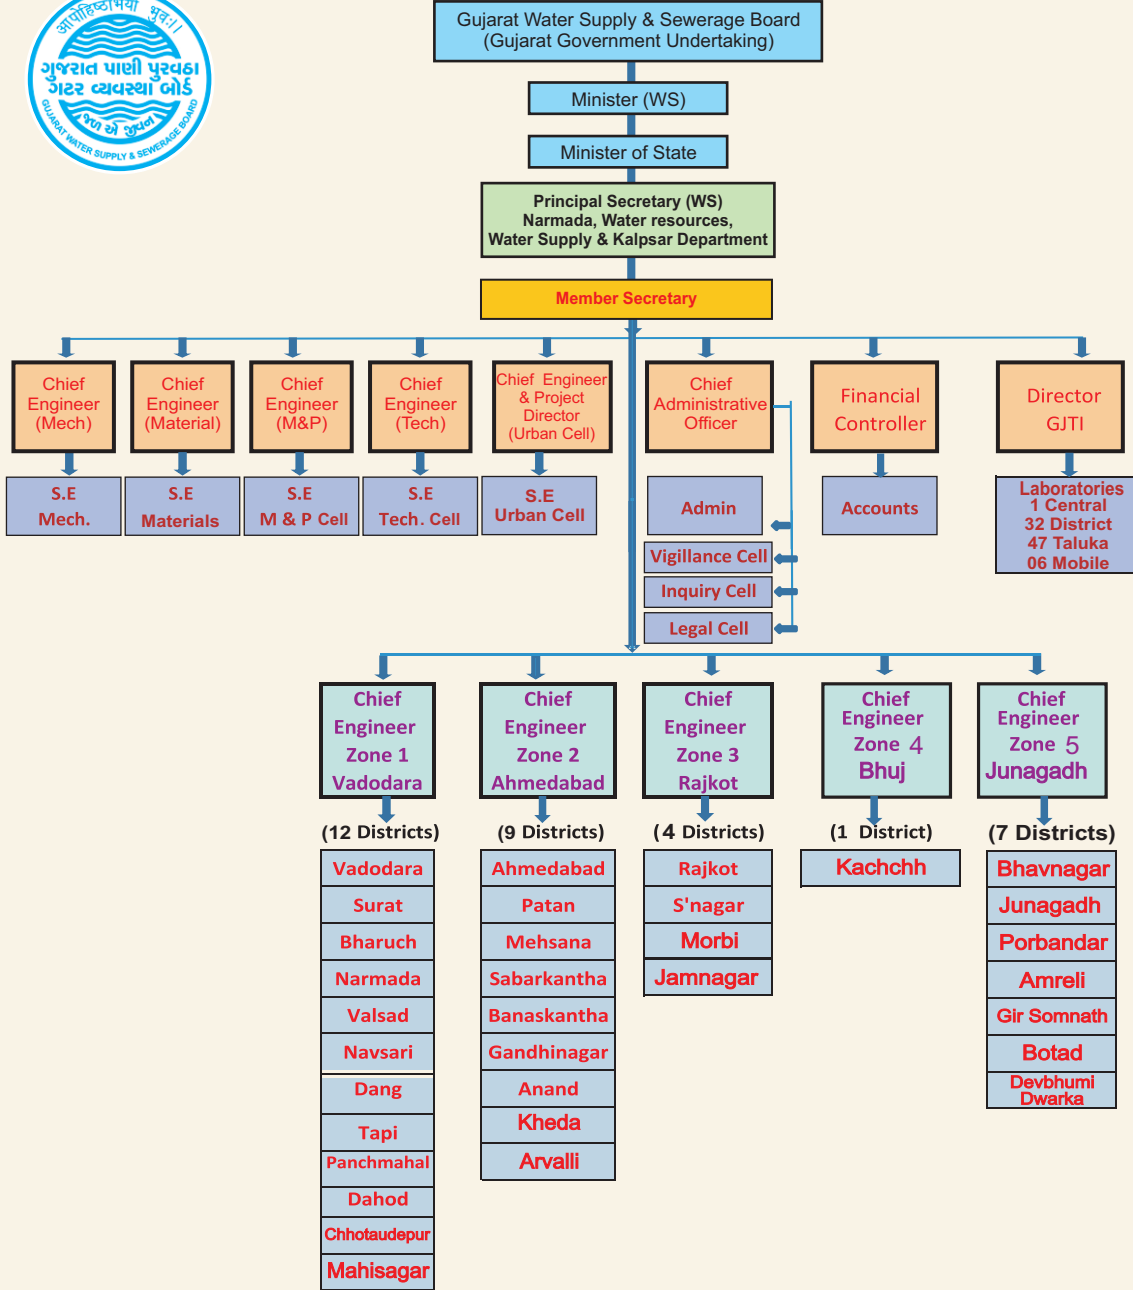 आपोहिष्ठाभयो भुवः।।
ગુજરાત પાણી પુરવઠા
ગટર વ્યવસ્થા બોર્ડ
જળ એ જીવન
GUJARAT WATER SUPPLY & SEWERAGE BOARD
Gujarat Water Supply & Sewerage Board
(Gujarat Government Undertaking)
Minister (WS)
Minister of State
Principal Secretary (WS)
Narmada, Water resources,
Water Supply & Kalpsar Department
Member Secretary
Chief
Engineer
(Mech)
Chief
Engineer
(Material)
Chief
Engineer
(M&P)
Chief
Engineer
(Tech)
Chief Engineer
& Project
Director
(Urban Cell)
Chief
Administrative
Officer
Financial
Controller
Director
GJTI
S.E
Mech.
S.E
Materials
S.E
M & P Cell
S.E
Tech. Cell
S.E
Urban Cell
Admin
Vigillance Cell
Inquiry Cell
Legal Cell
Accounts
Laboratories
1 Central
32 District
47 Taluka
06 Mobile
Chief
Engineer
Zone 1
Vadodara
Chief
Engineer
Zone 2
Ahmedabad
Chief
Engineer
Zone 3
Rajkot
Chief
Engineer
Zone 4
Bhuj
Chief
Engineer
Zone 5
Junagadh
(12 Districts)
Vadodara
Surat
Bharuch
Narmada
Valsad
Navsari
Dang
Tapi
Panchmahal
Dahod
Chhotaudepur
Mahisagar
(9 Districts)
Ahmedabad
Patan
Mehsana
Sabarkantha
Banaskantha
Gandhinagar
Anand
Kheda
Arvalli
(4 Districts)
Rajkot
S'nagar
Morbi
Jamnagar
(1 District)
Kachchh
(7 Districts)
Bhavnagar
Junagadh
Porbandar
Amreli
Gir Somnath
Botad
Devbhumi
Dwarka